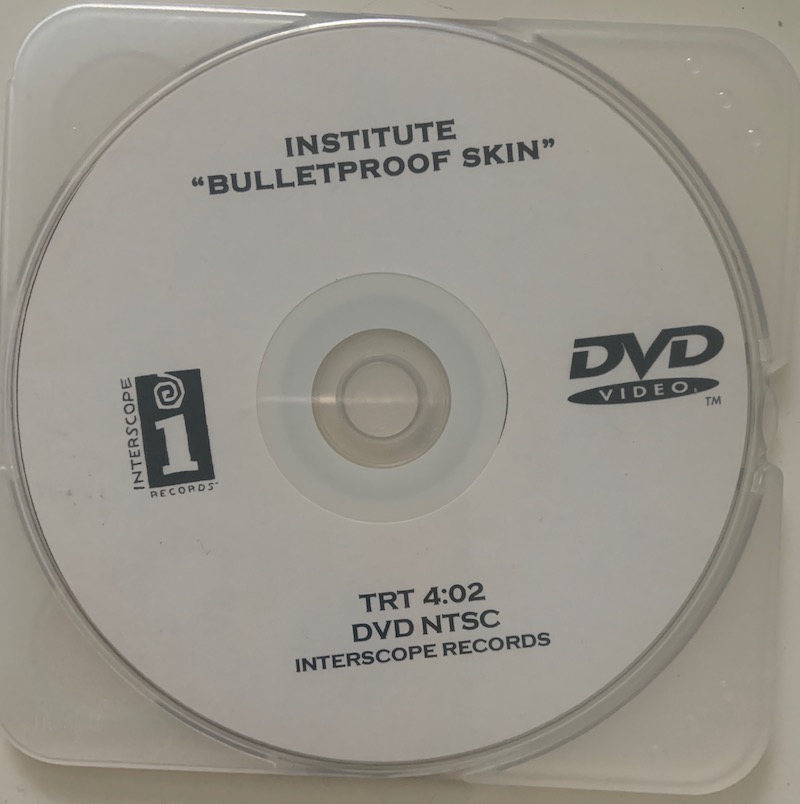 INSTITUTE
“BULLETPROOF SKIN”
INTERSCOPE
i
RECORDS
DVD
VIDEO
TM
TRT 4:02
DVD NTSC
INTERSCOPE RECORDS